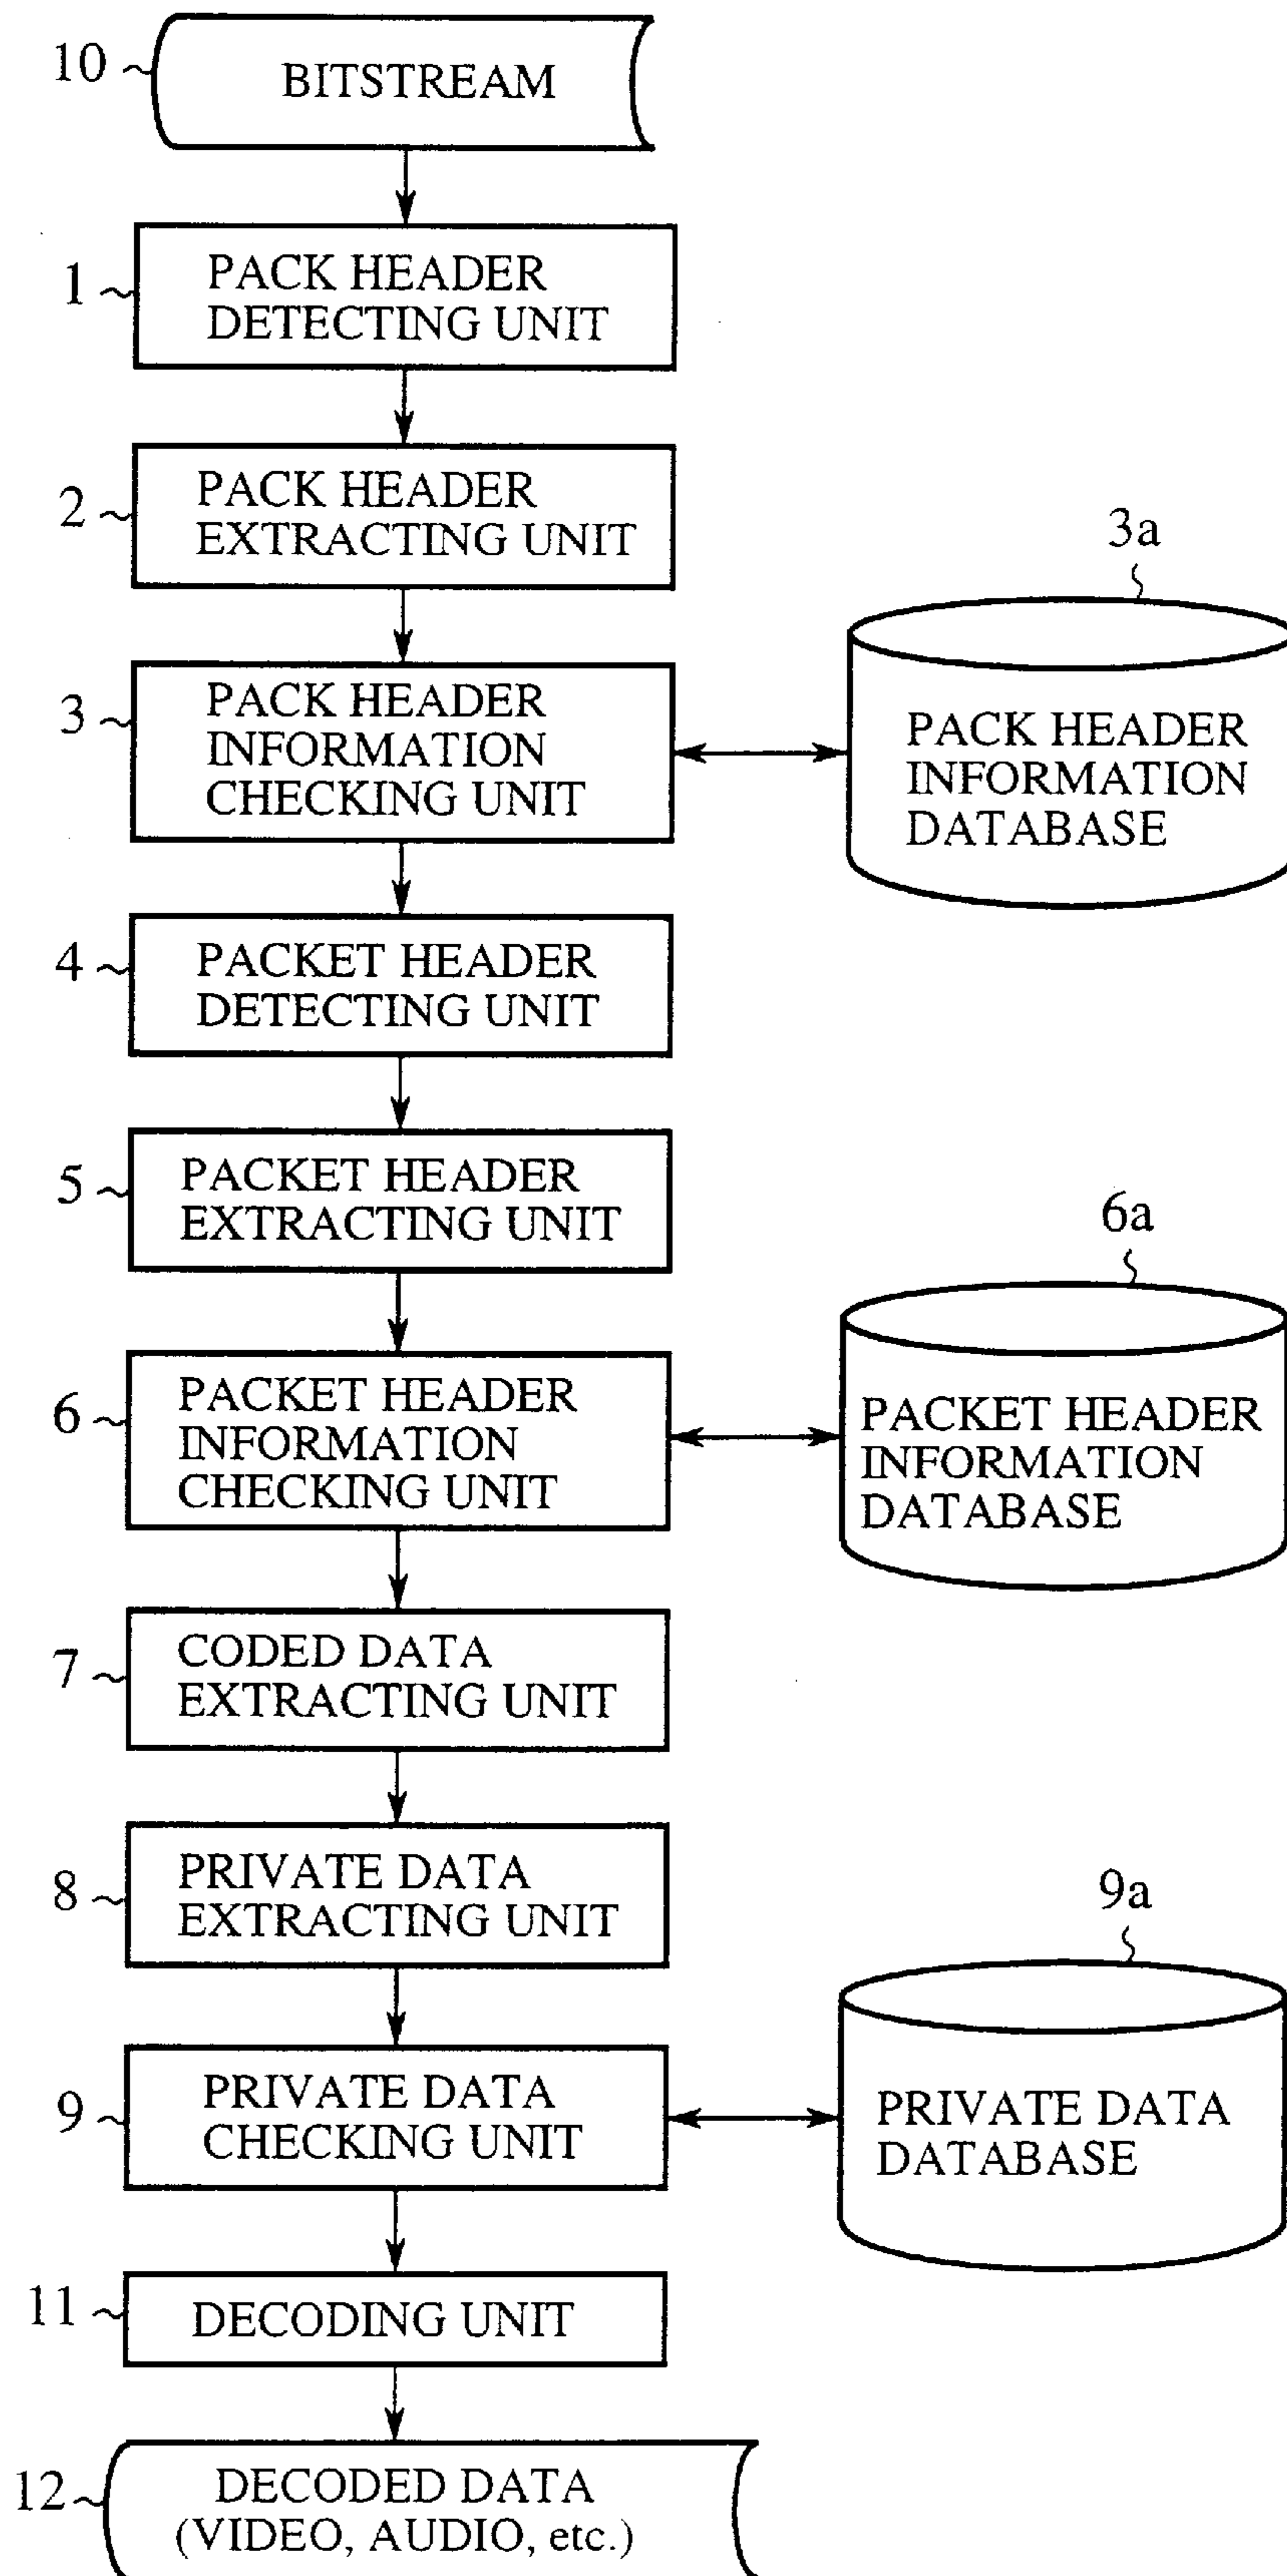 10
BITSTREAM
1
PACK HEADER
DETECTING UNIT
2
PACK HEADER
EXTRACTING UNIT
3
PACK HEADER
INFORMATION
CHECKING UNIT
3a
PACK HEADER
INFORMATION
DATABASE
4
PACKET HEADER
DETECTING UNIT
5
PACKET HEADER
EXTRACTING UNIT
6
PACKET HEADER
INFORMATION
CHECKING UNIT
6a
PACKET HEADER
INFORMATION
DATABASE
7
CODED DATA
EXTRACTING UNIT
8
PRIVATE DATA
EXTRACTING UNIT
9
PRIVATE DATA
CHECKING UNIT
9a
PRIVATE DATA
DATABASE
11
DECODING UNIT
12
DECODED DATA
(VIDEO, AUDIO, etc.)